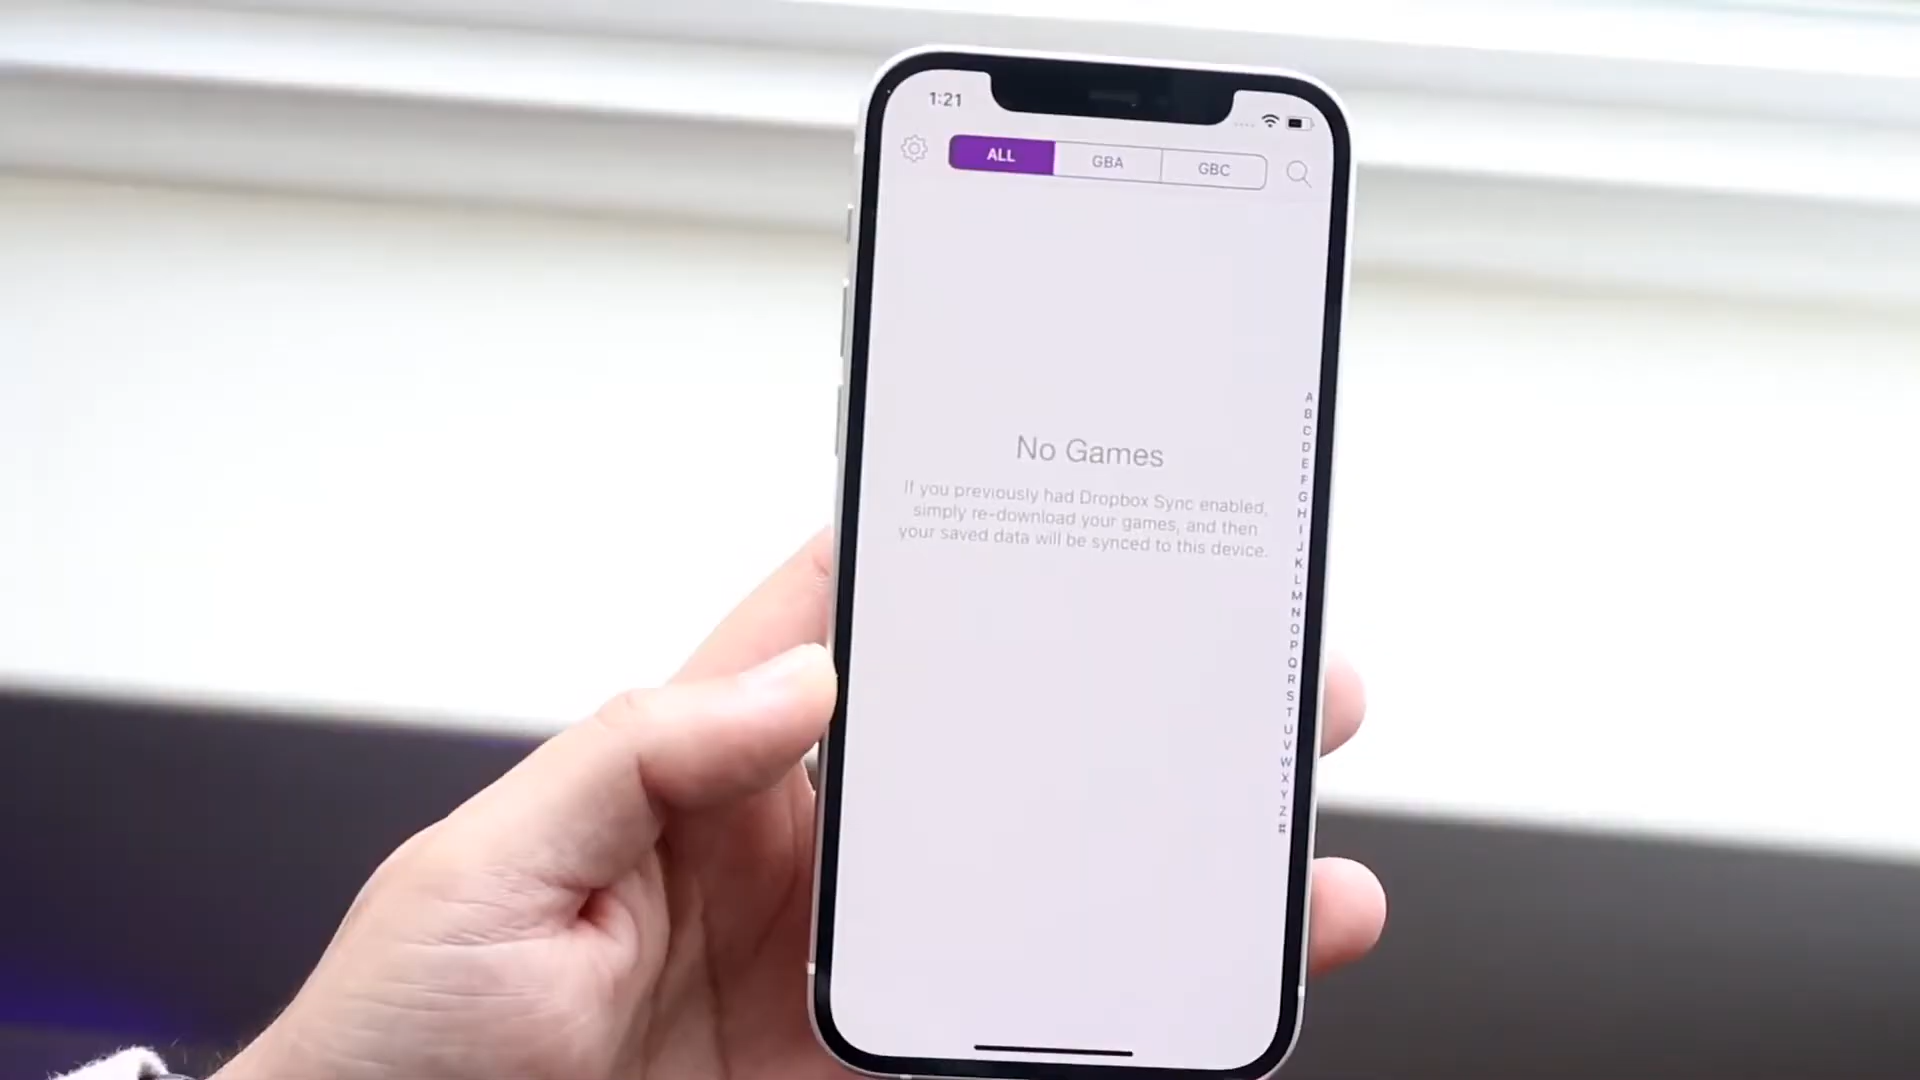 1:21
ALL GBA GBC
No Games
If you previously had Dropbox Sync enabled,
simply re-download your games, and then
your saved data will be synced to this device.
A
B
C
D
E
F
G
H
I
J
K
L
M
N
O
P
Q
R
S
T
U
V
W
X
Y
Z
#